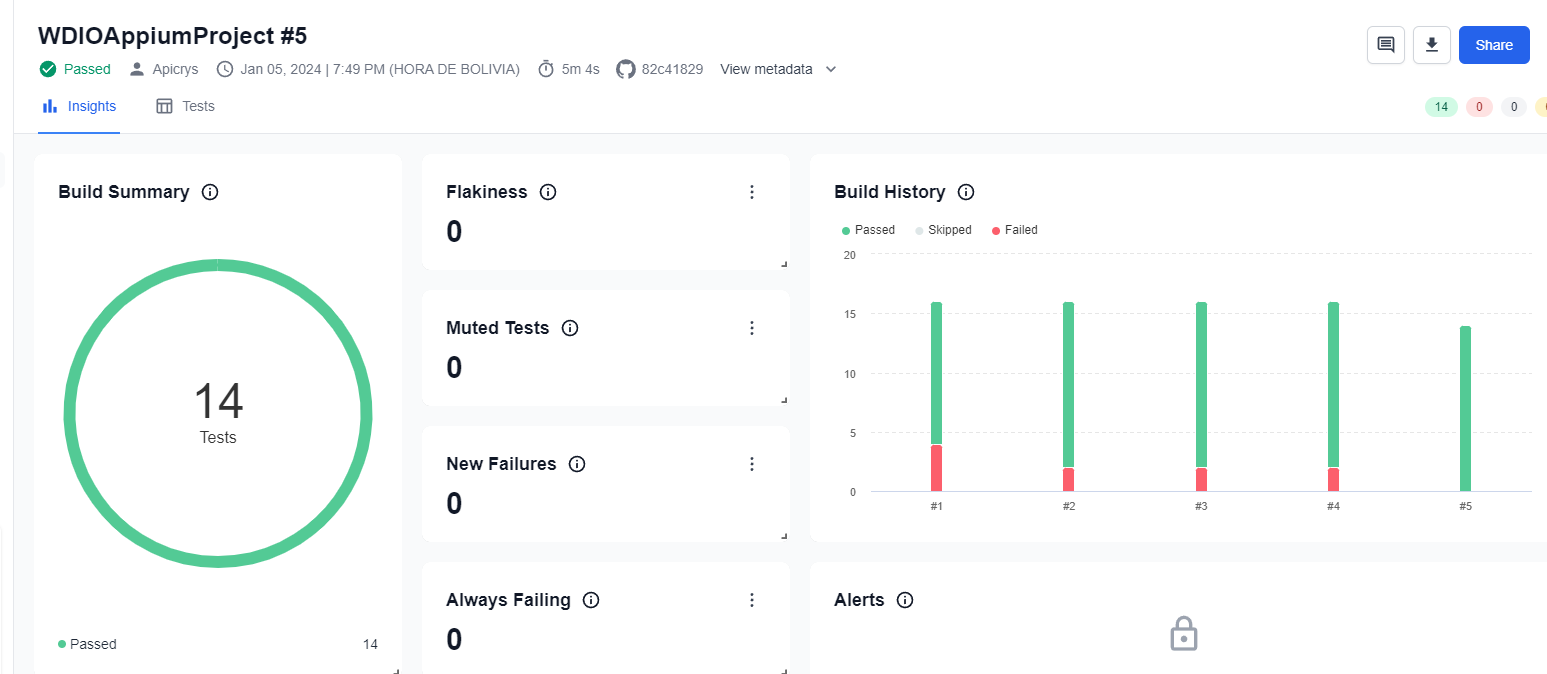 WDIOAppiumProject #5
Share
Passed Apicrys Jan 05, 2024 | 7:49 PM (HORA DE BOLIVIA) 5m 4s 82c41829 View metadata
Insights Tests
14 0 0
Build Summary
14
Tests
Passed 14
Flakiness
0
Muted Tests
0
New Failures
0
Always Failing
0
Build History
Passed Skipped Failed
20
15
10
5
0
#1 #2 #3 #4 #5
Alerts